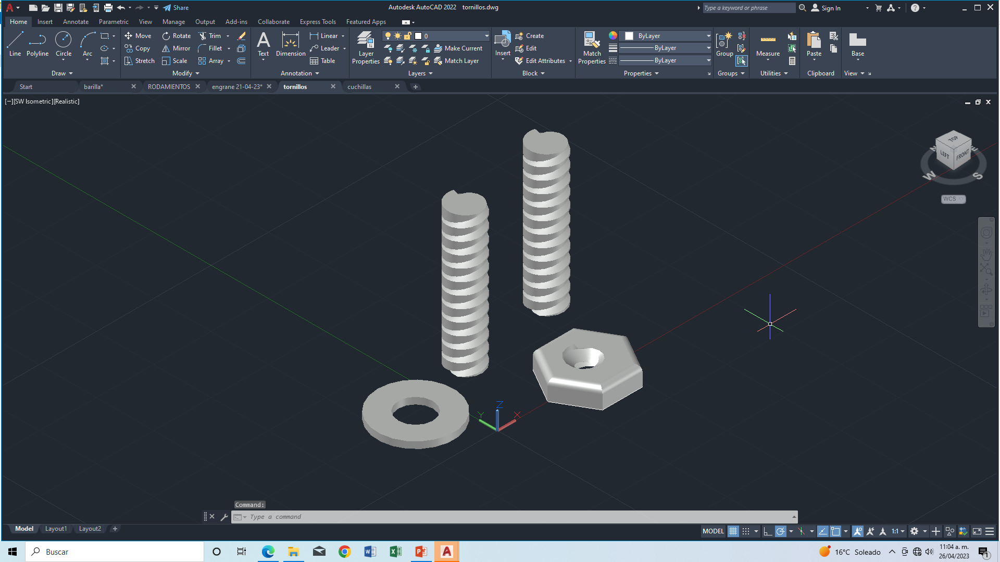 Share
Autodesk AutoCAD 2022 tornillos.dwg
Type a keyword or phrase
Sign In
Home Insert Annotate Parametric View Manage Output Add-ins Collaborate Express Tools Featured Apps
Line Polyline Circle Arc
Move Rotate Trim
Copy Mirror Fillet
Stretch Scale Array
Text Dimension
Linear
Leader
Table
Layer Properties
0
Make Current
Match Layer
Insert
Create
Edit
Edit Attributes
Match Properties
ByLayer
ByLayer
ByLayer
Group
Measure
Paste
Base
Draw Modify Annotation Layers Block Properties Groups Utilities Clipboard View
Start barilla* RODAMIENTOS engrane 21-04-23* tornillos cuchillas
[−][SW Isometric][Realistic]
TOP
LEFT FRONT
N E
W S
WCS
Z
Y X
Command:
Type a command
Model Layout1 Layout2
MODEL 1:1
Buscar
16°C Soleado
11:04 a. m.
26/04/2023
1